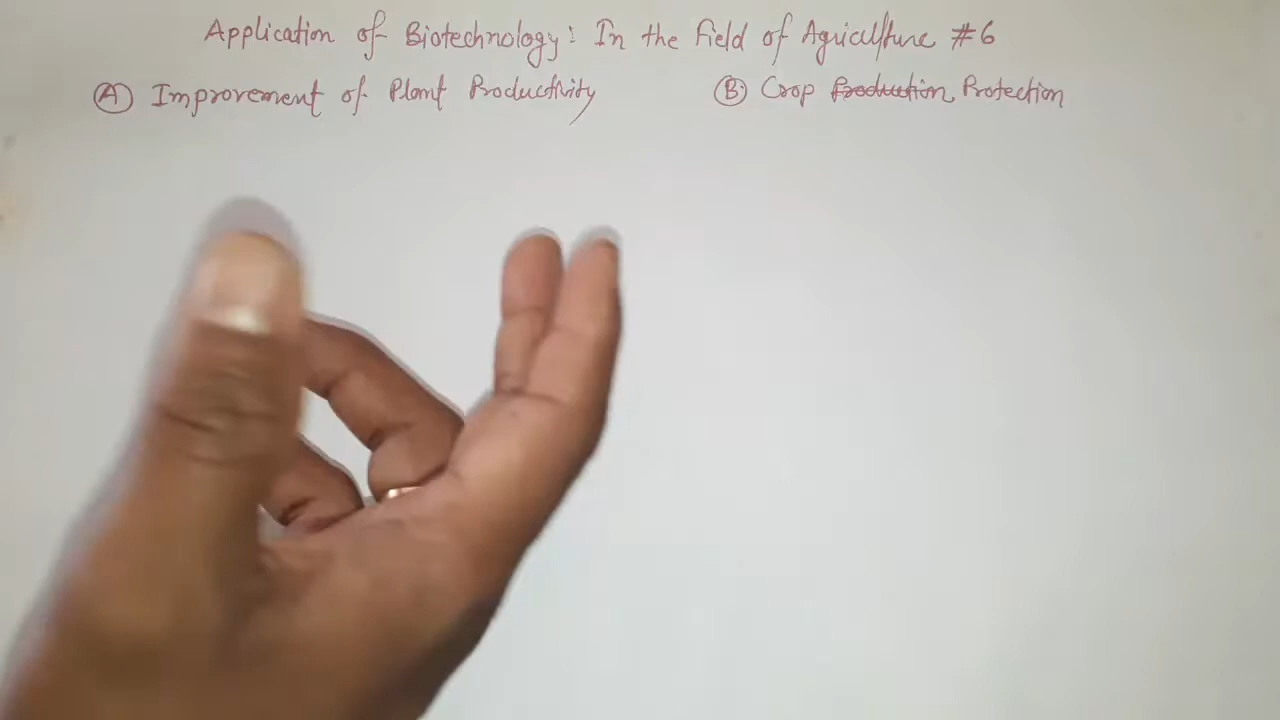 Application of Biotechnology: In the Field of Agriculture #6
(A) Improvement of Plant Productivity (B) Crop Production Protection